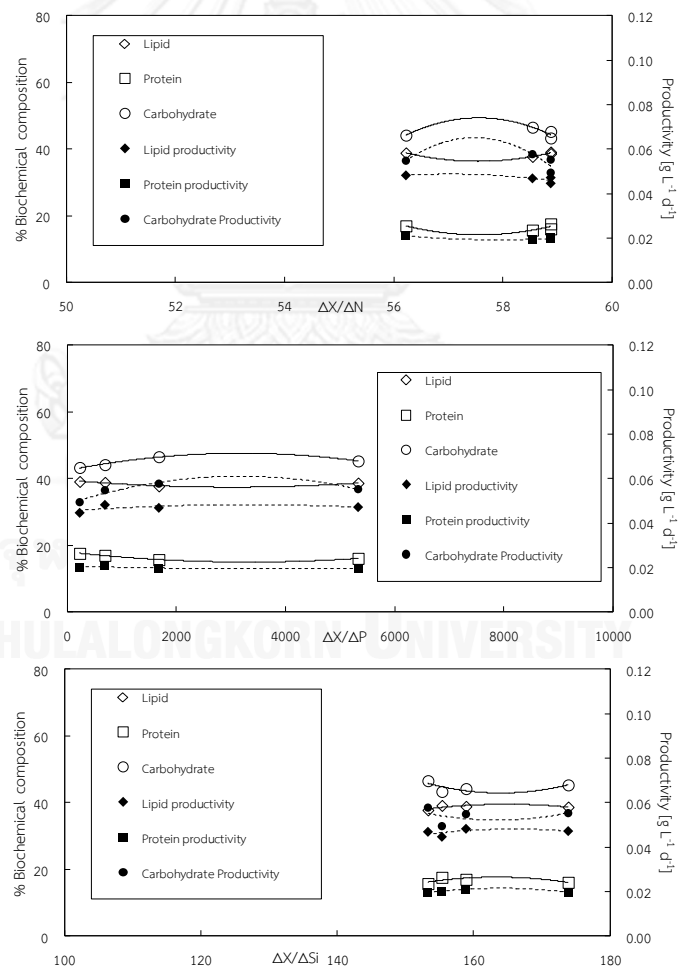 80
60
40
20
0
% Biochemical composition
Lipid
Protein
Carbohydrate
Lipid productivity
Protein productivity
Carbohydrate Productivity
0.12
0.10
0.08
0.06
0.04
0.02
0.00
Productivity [g L⁻¹ d⁻¹]
50 52 54 56 58 60
ΔX/ΔN
80
60
40
20
0
% Biochemical composition
Lipid
Protein
Carbohydrate
Lipid productivity
Protein productivity
Carbohydrate Productivity
0.12
0.10
0.08
0.06
0.04
0.02
0.00
Productivity [g L⁻¹ d⁻¹]
0 2000 4000 6000 8000 10000
ΔX/ΔP
HULALONGKORN UNIVERSITY
80
60
40
20
0
% Biochemical composition
Lipid
Protein
Carbohydrate
Lipid productivity
Protein productivity
Carbohydrate Productivity
0.12
0.10
0.08
0.06
0.04
0.02
0.00
Productivity [g L⁻¹ d⁻¹]
100 120 140 160 180
ΔX/ΔSi